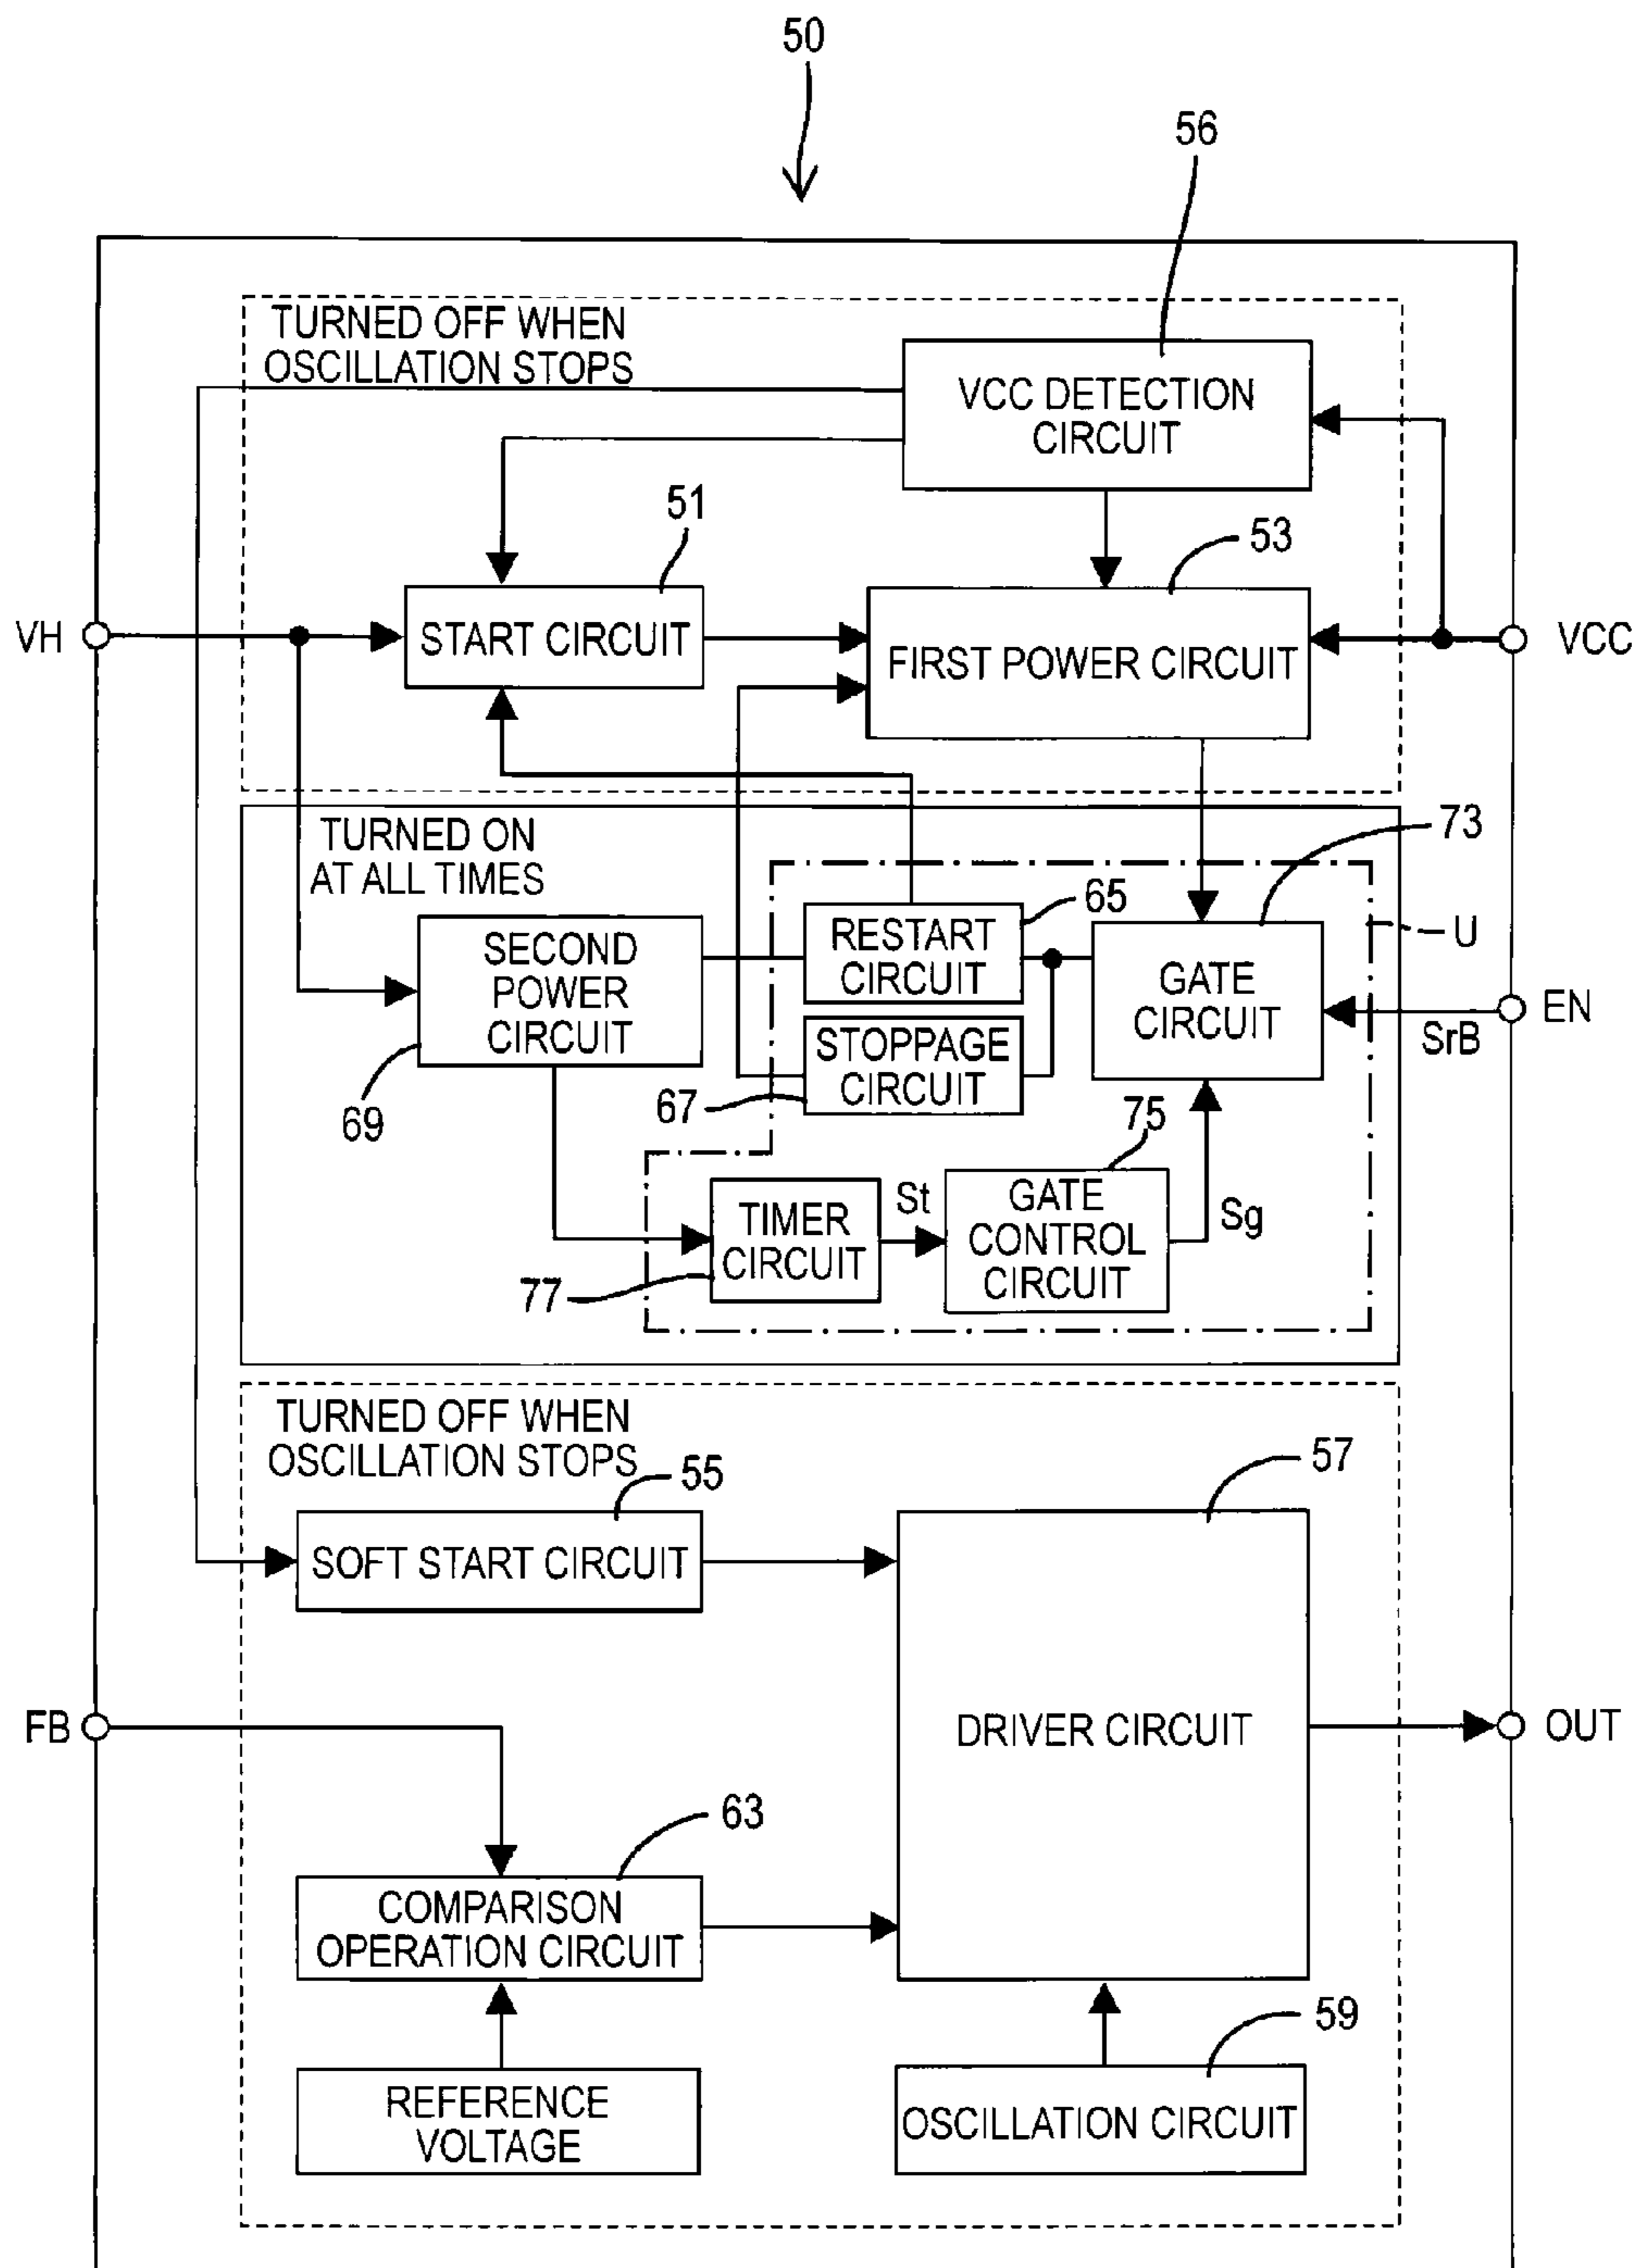 50
56
TURNED OFF WHEN
OSCILLATION STOPS
VCC DETECTION
CIRCUIT
51
53
VH
START CIRCUIT
FIRST POWER CIRCUIT
VCC
TURNED ON
AT ALL TIMES
73
65
U
SECOND
POWER
CIRCUIT
RESTART
CIRCUIT
GATE
CIRCUIT
EN
SrB
STOPPAGE
CIRCUIT
69
67
75
TIMER
CIRCUIT
St
GATE
CONTROL
CIRCUIT
Sg
77
TURNED OFF WHEN
OSCILLATION STOPS
55
57
SOFT START CIRCUIT
FB
DRIVER CIRCUIT
OUT
63
COMPARISON
OPERATION CIRCUIT
59
REFERENCE
VOLTAGE
OSCILLATION CIRCUIT